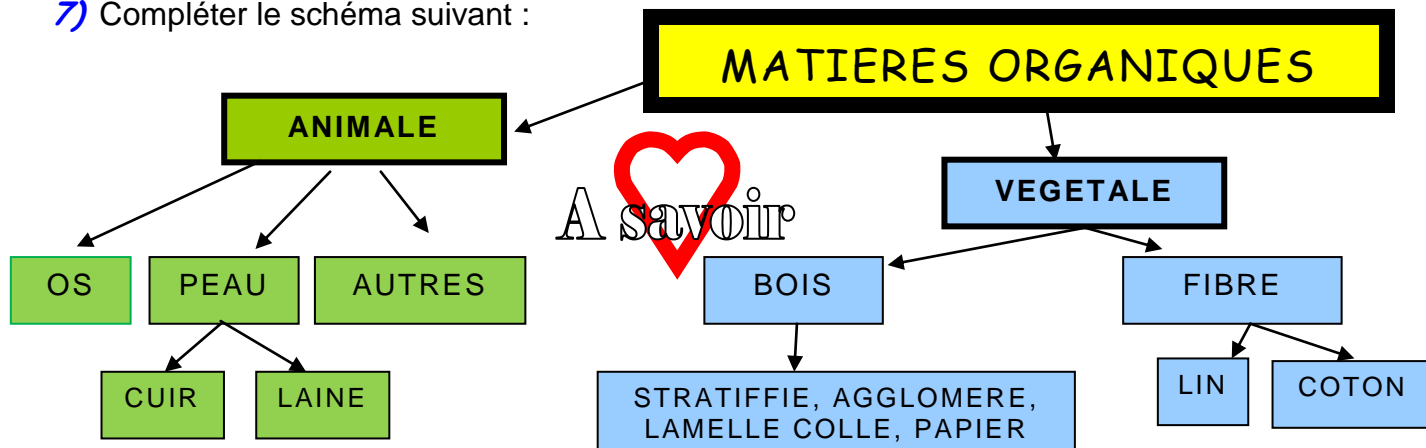 7) Compléter le schéma suivant :
MATIERES ORGANIQUES
ANIMALE
A savoir
VEGETALE
OS
PEAU
AUTRES
BOIS
FIBRE
CUIR
LAINE
STRATIFFIE, AGGLOMERE,
LAMELLE COLLE, PAPIER
LIN
COTON